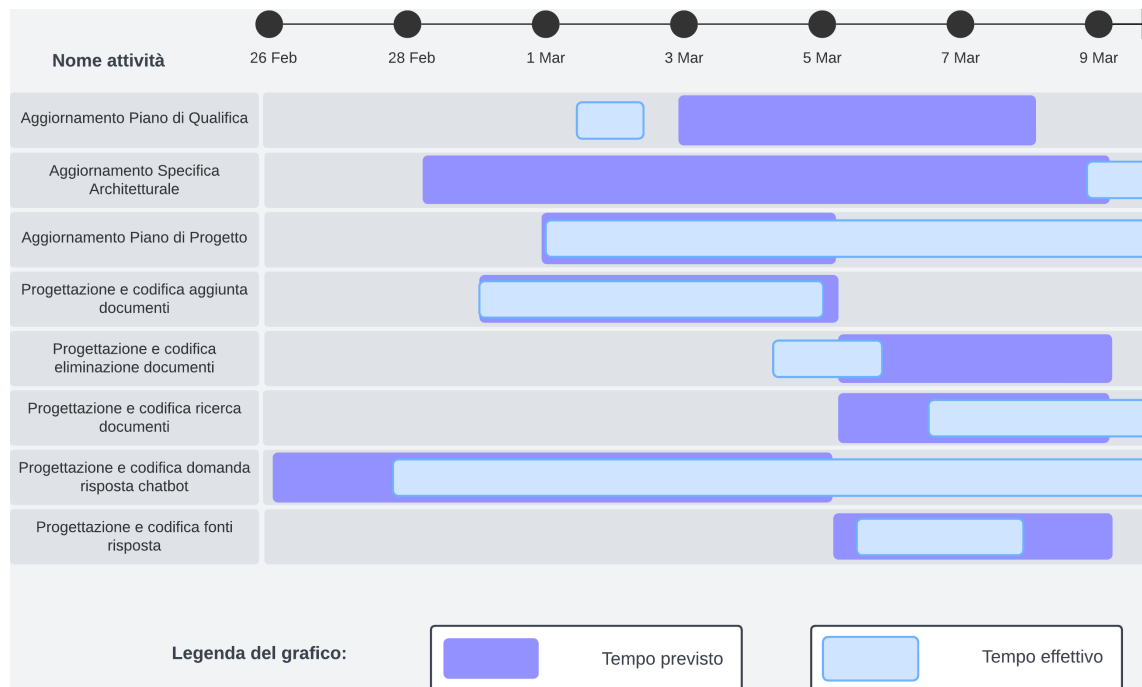 26 Feb
28 Feb
1 Mar
3 Mar
5 Mar
7 Mar
9 Mar
Nome attività
Aggiornamento Piano di Qualifica
Aggiornamento Specifica
Architetturale
Aggiornamento Piano di Progetto
Progettazione e codifica aggiunta
documenti
Progettazione e codifica
eliminazione documenti
Progettazione e codifica ricerca
documenti
Progettazione e codifica domanda
risposta chatbot
Progettazione e codifica fonti
risposta
Legenda del grafico:
Tempo previsto
Tempo effettivo